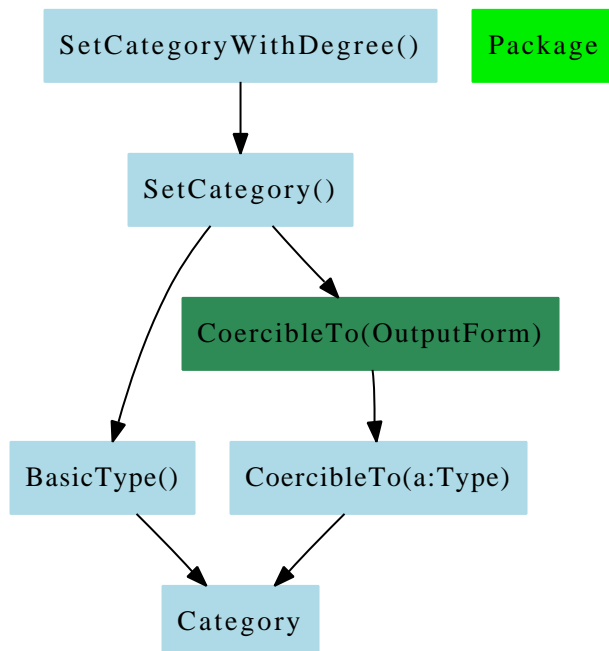 SetCategoryWithDegree()
Package
SetCategory()
CoercibleTo(OutputForm)
BasicType()
CoercibleTo(a:Type)
Category